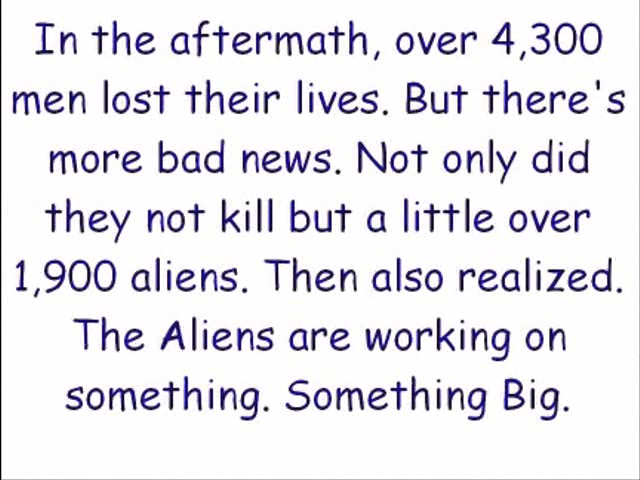 In the aftermath, over 4,300
men lost their lives. But there's
more bad news. Not only did
they not kill but a little over
1,900 aliens. Then also realized.
The Aliens are working on
something. Something Big.